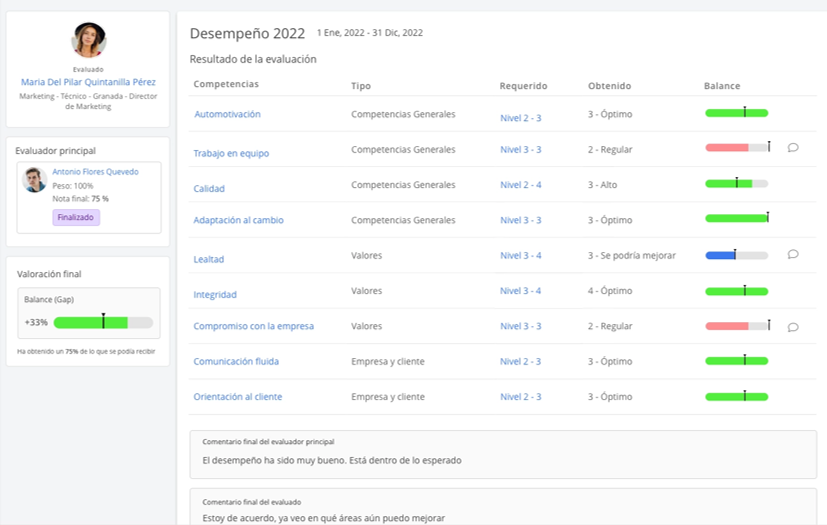 Evaluado
Maria Del Pilar Quintanilla Pérez
Marketing - Técnico - Granada - Director
de Marketing
Evaluador principal
Antonio Flores Quevedo
Peso: 100%
Nota final: 75 %
Finalizado
Valoración final
Balance (Gap)
+33%
Ha obtenido un 75% de lo que se podía recibir
Desempeño 2022 1 Ene, 2022 - 31 Dic, 2022
Resultado de la evaluación
Competencias Tipo Requerido Obtenido Balance
Automotivación Competencias Generales Nivel 2 - 3 3 - Óptimo
Trabajo en equipo Competencias Generales Nivel 3 - 3 2 - Regular
Calidad Competencias Generales Nivel 2 - 4 3 - Alto
Adaptación al cambio Competencias Generales Nivel 3 - 3 3 - Óptimo
Lealtad Valores Nivel 3 - 4 3 - Se podría mejorar
Integridad Valores Nivel 3 - 4 4 - Óptimo
Compromiso con la empresa Valores Nivel 3 - 3 2 - Regular
Comunicación fluida Empresa y cliente Nivel 2 - 3 3 - Óptimo
Orientación al cliente Empresa y cliente Nivel 2 - 3 3 - Óptimo
Comentario final del evaluador principal
El desempeño ha sido muy bueno. Está dentro de lo esperado
Comentario final del evaluado
Estoy de acuerdo, ya veo en qué áreas aún puedo mejorar